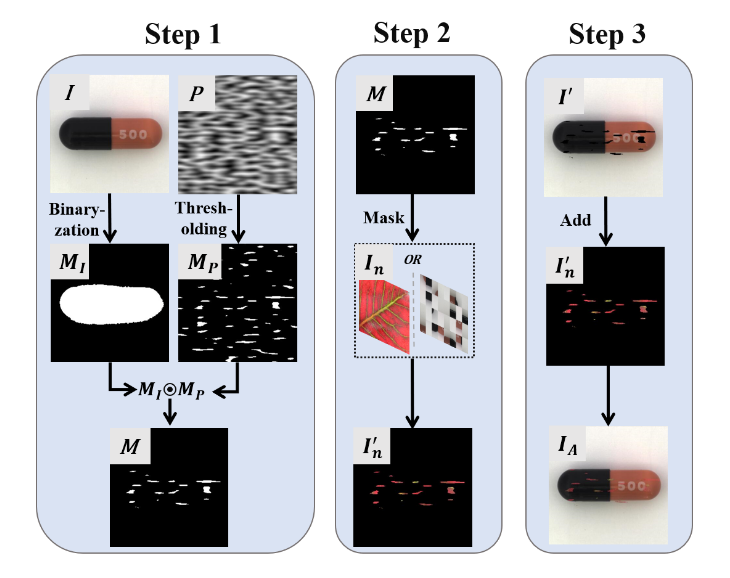 Step 1
Step 2
Step 3
I
P
500
Binary-
zation
Thresh-
olding
M_I
M_P
M_I⊙M_P
M
M
Mask
I_n
OR
I'_n
I'
500
Add
I'_n
I_A
500